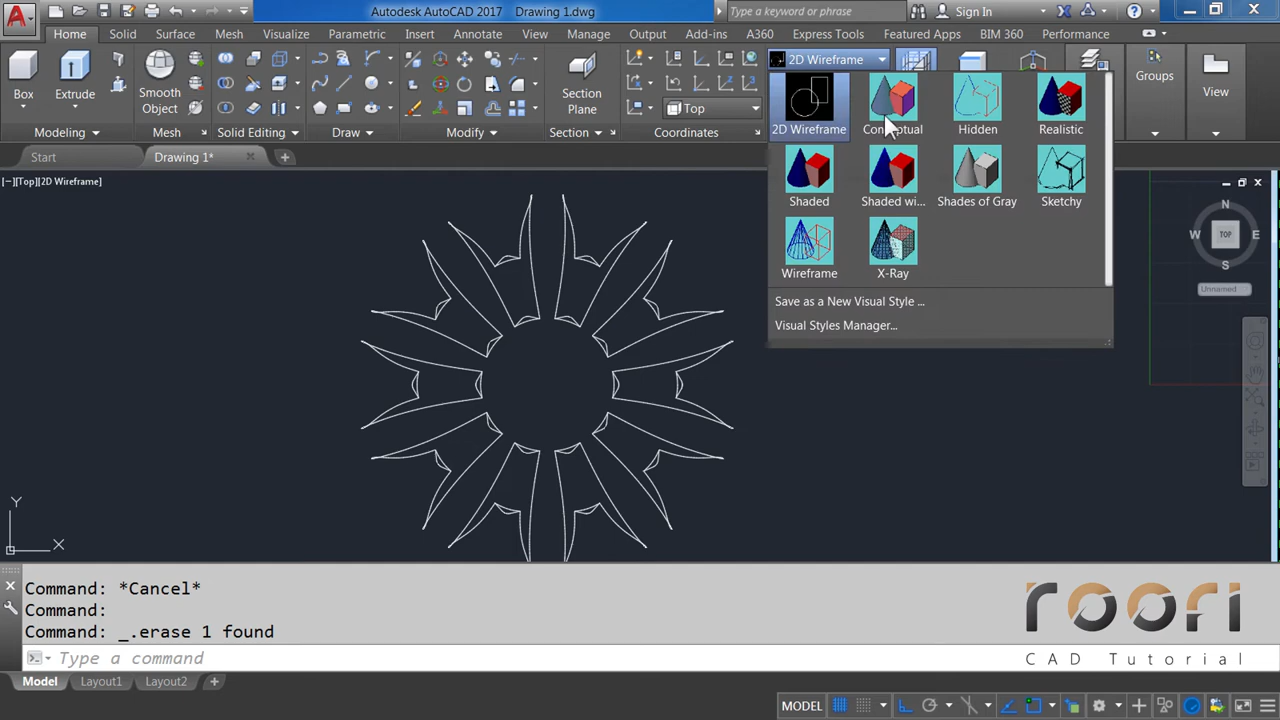 Autodesk AutoCAD 2017 Drawing 1.dwg
Type a keyword or phrase
Sign In
Home Solid Surface Mesh Visualize Parametric Insert Annotate View Manage Output Add-ins A360 Express Tools Featured Apps BIM 360 Performance
2D Wireframe
Box Extrude Smooth Object Section Plane Top Groups View
Modeling Mesh Solid Editing Draw Modify Section Coordinates
Start Drawing 1*
[−][Top][2D Wireframe]
2D Wireframe Conceptual Hidden Realistic
Shaded Shaded wi... Shades of Gray Sketchy
Wireframe X-Ray
Save as a New Visual Style ...
Visual Styles Manager...
N
W TOP E
S
Unnamed
Y
X
Command: *Cancel*
Command:
Command: _.erase 1 found
Type a command
roofi
CAD Tutorial
Model Layout1 Layout2
MODEL